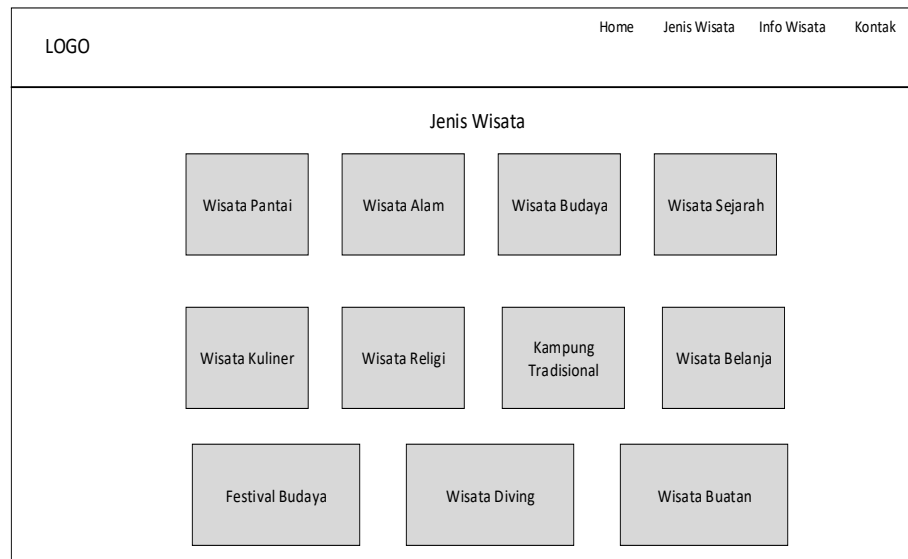 LOGO
Home Jenis Wisata Info Wisata Kontak
Jenis Wisata
Wisata Pantai Wisata Alam Wisata Budaya Wisata Sejarah
Wisata Kuliner Wisata Religi Kampung Tradisional Wisata Belanja
Festival Budaya Wisata Diving Wisata Buatan